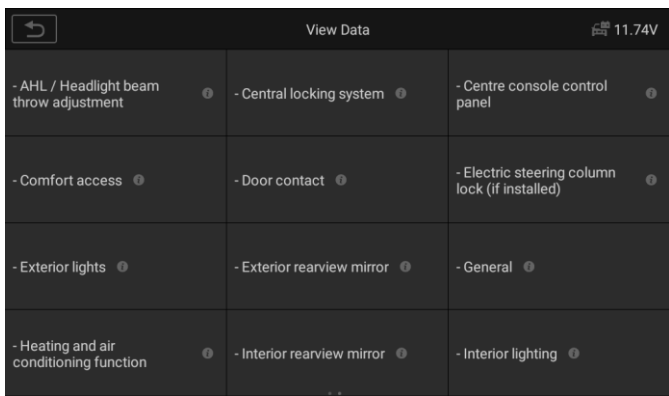 View Data
11.74V
- AHL / Headlight beam
throw adjustment
- Central locking system
- Centre console control
panel
- Comfort access
- Door contact
- Electric steering column
lock (if installed)
- Exterior lights
- Exterior rearview mirror
- General
- Heating and air
conditioning function
- Interior rearview mirror
- Interior lighting